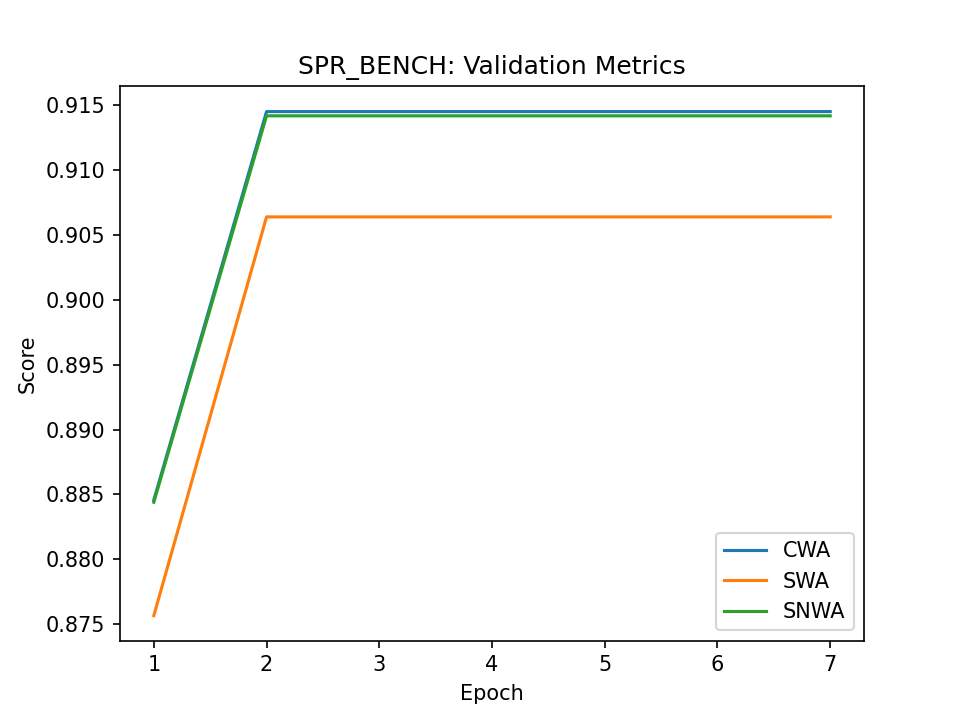 SPR_BENCH: Validation Metrics
Score
0.915
0.910
0.905
0.900
0.895
0.890
0.885
0.880
0.875
CWA
SWA
SNWA
1 2 3 4 5 6 7
Epoch